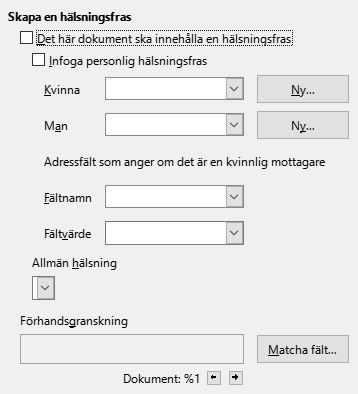 Skapa en hälsningsfras
Det här dokument ska innehålla en hälsningsfras
Infoga personlig hälsningsfras
Kvinna
Ny...
Man
Ny...
Adressfält som anger om det är en kvinnlig mottagare
Fältnamn
Fältvärde
Allmän hälsning
Förhandsgranskning
Matcha fält...
Dokument: %1